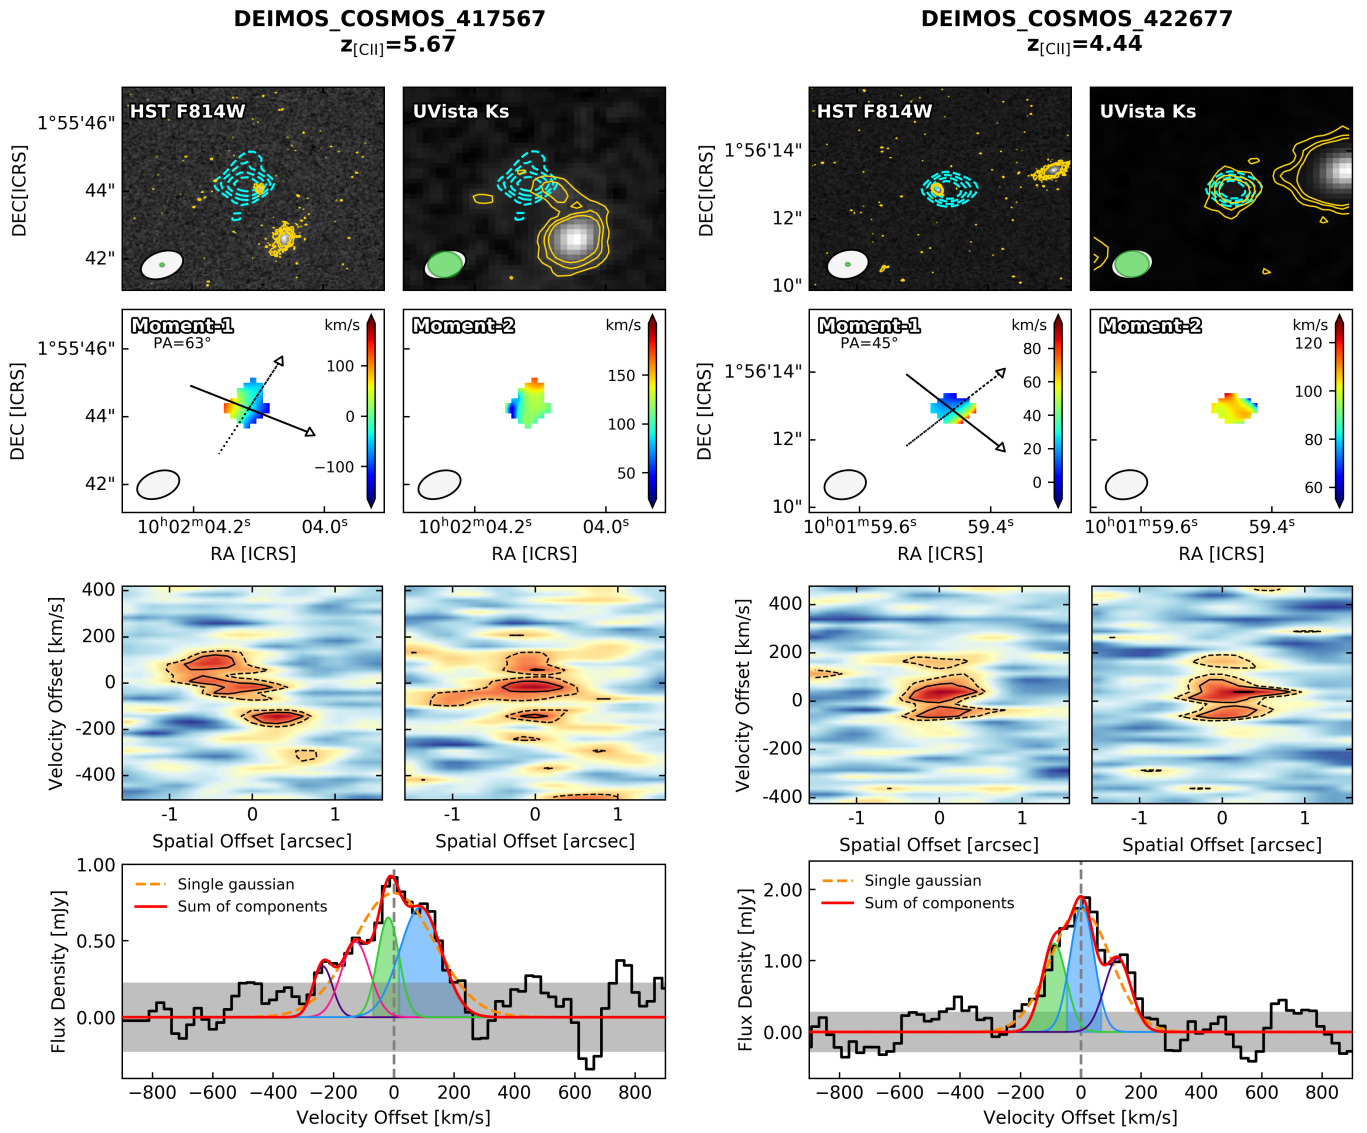 DEIMOS_COSMOS_417567
z[CII]=5.67
HST F814W
UVista Ks
DEC[ICRS]
1°55'46"
44"
42"
Moment-1
PA=63°
km/s
100
0
−100
Moment-2
km/s
150
100
50
DEC [ICRS]
1°55'46"
44"
42"
10h02m04.2s
04.0s
10h02m04.2s
04.0s
RA [ICRS]
RA [ICRS]
Velocity Offset [km/s]
400
200
0
-200
-400
-1
0
1
-1
0
1
Spatial Offset [arcsec]
Spatial Offset [arcsec]
Flux Density [mJy]
1.00
0.50
0.00
Single gaussian
Sum of components
−800
−600
−400
−200
0
200
400
600
800
Velocity Offset [km/s]
DEIMOS_COSMOS_422677
z[CII]=4.44
HST F814W
UVista Ks
DEC[ICRS]
1°56'14"
12"
10"
Moment-1
PA=45°
km/s
80
60
40
20
0
Moment-2
km/s
120
100
80
60
DEC [ICRS]
1°56'14"
12"
10"
10h01m59.6s
59.4s
10h01m59.6s
59.4s
RA [ICRS]
RA [ICRS]
Velocity Offset [km/s]
400
200
0
-200
-400
-1
0
1
-1
0
1
Spatial Offset [arcsec]
Spatial Offset [arcsec]
Flux Density [mJy]
2.00
1.00
0.00
Single gaussian
Sum of components
−800
−600
−400
−200
0
200
400
600
800
Velocity Offset [km/s]